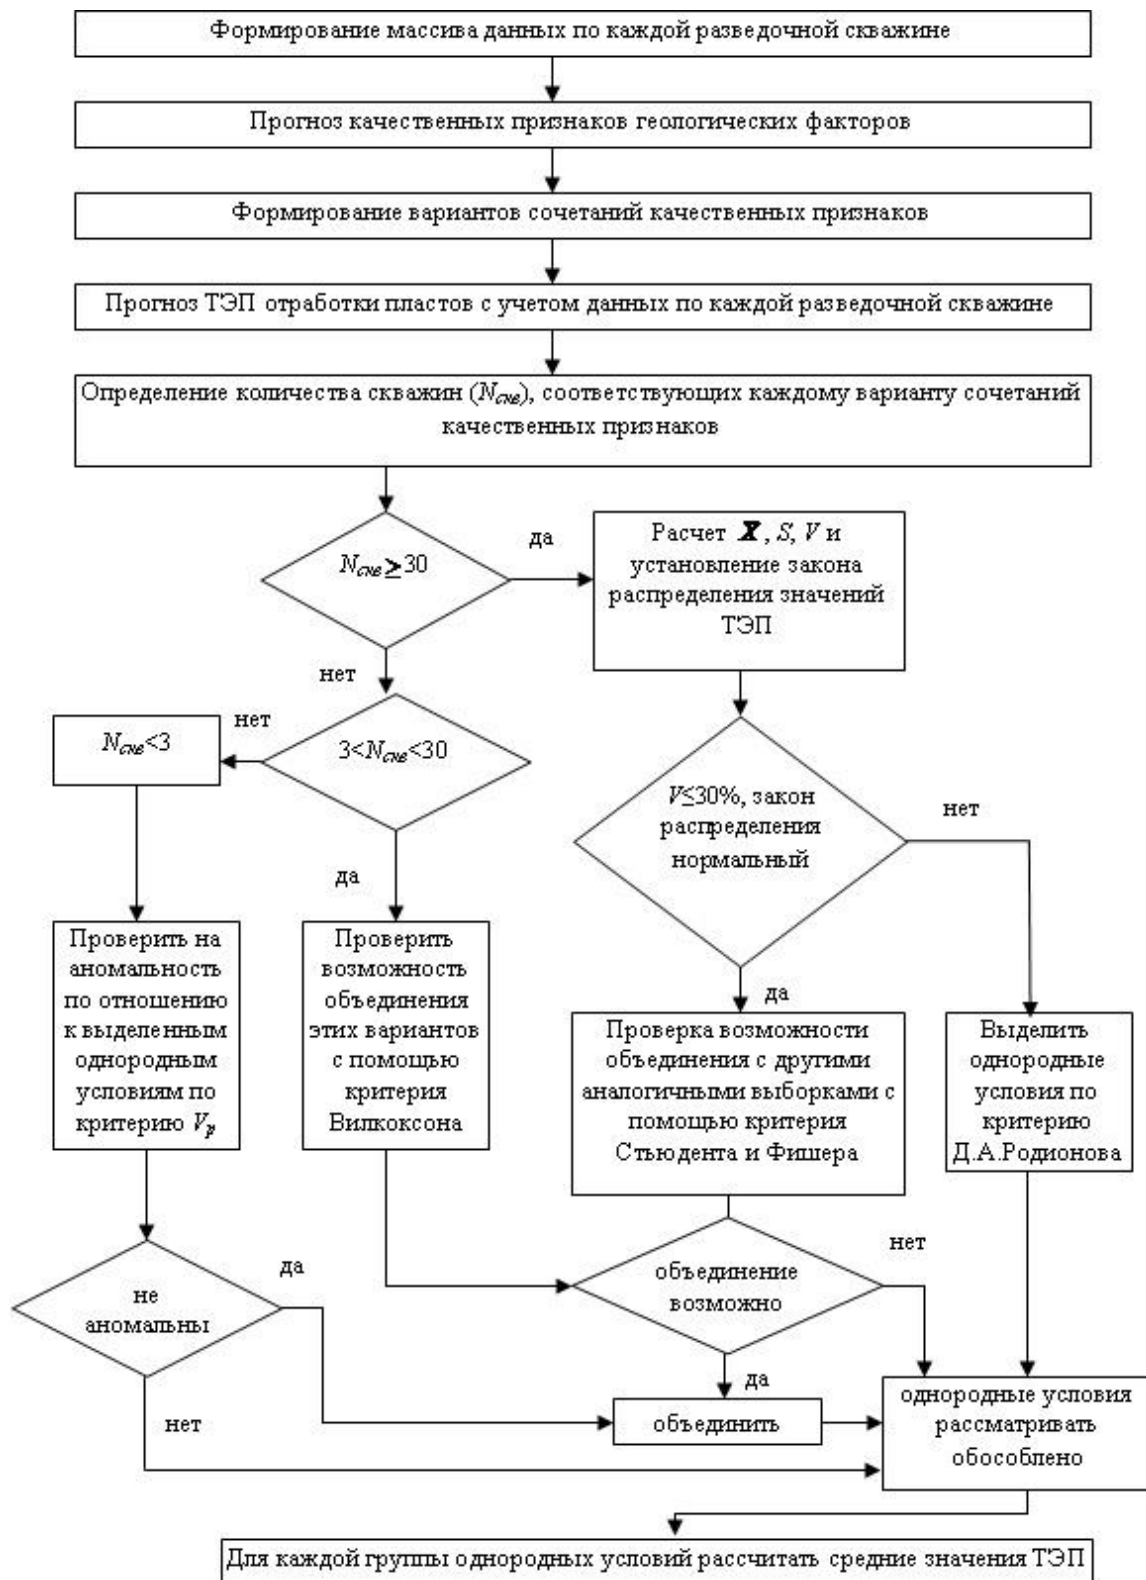 Формирование массива данных по каждой разведочной скважине
Прогноз качественных признаков геологических факторов
Формирование вариантов сочетаний качественных признаков
Прогноз ТЭП отработки пластов с учетом данных по каждой разведочной скважине
Определение количества скважин (Nскв), соответствующих каждому варианту сочетаний
качественных признаков
Nскв≥30
да
Расчет X̅, S, V и
установление закона
распределения значений
ТЭП
нет
Nскв<3
нет
3<Nскв<30
V≤30%, закон
распределения
нормальный
нет
да
да
Проверить на
аномальность
по отношению
к выделенным
однородным
условиям по
критерию Vр
Проверить
возможность
объединения
этих вариантов
с помощью
критерия
Вилкоксона
Проверка возможности
объединения с другими
аналогичными выборками с
помощью критерия
Стьюдента и Фишера
Выделить
однородные
условия по
критерию
Д.А.Родионова
не
аномальны
да
нет
объединение
возможно
нет
да
объединить
однородные условия
рассматривать
обособлено
Для каждой группы однородных условий рассчитать средние значения ТЭП